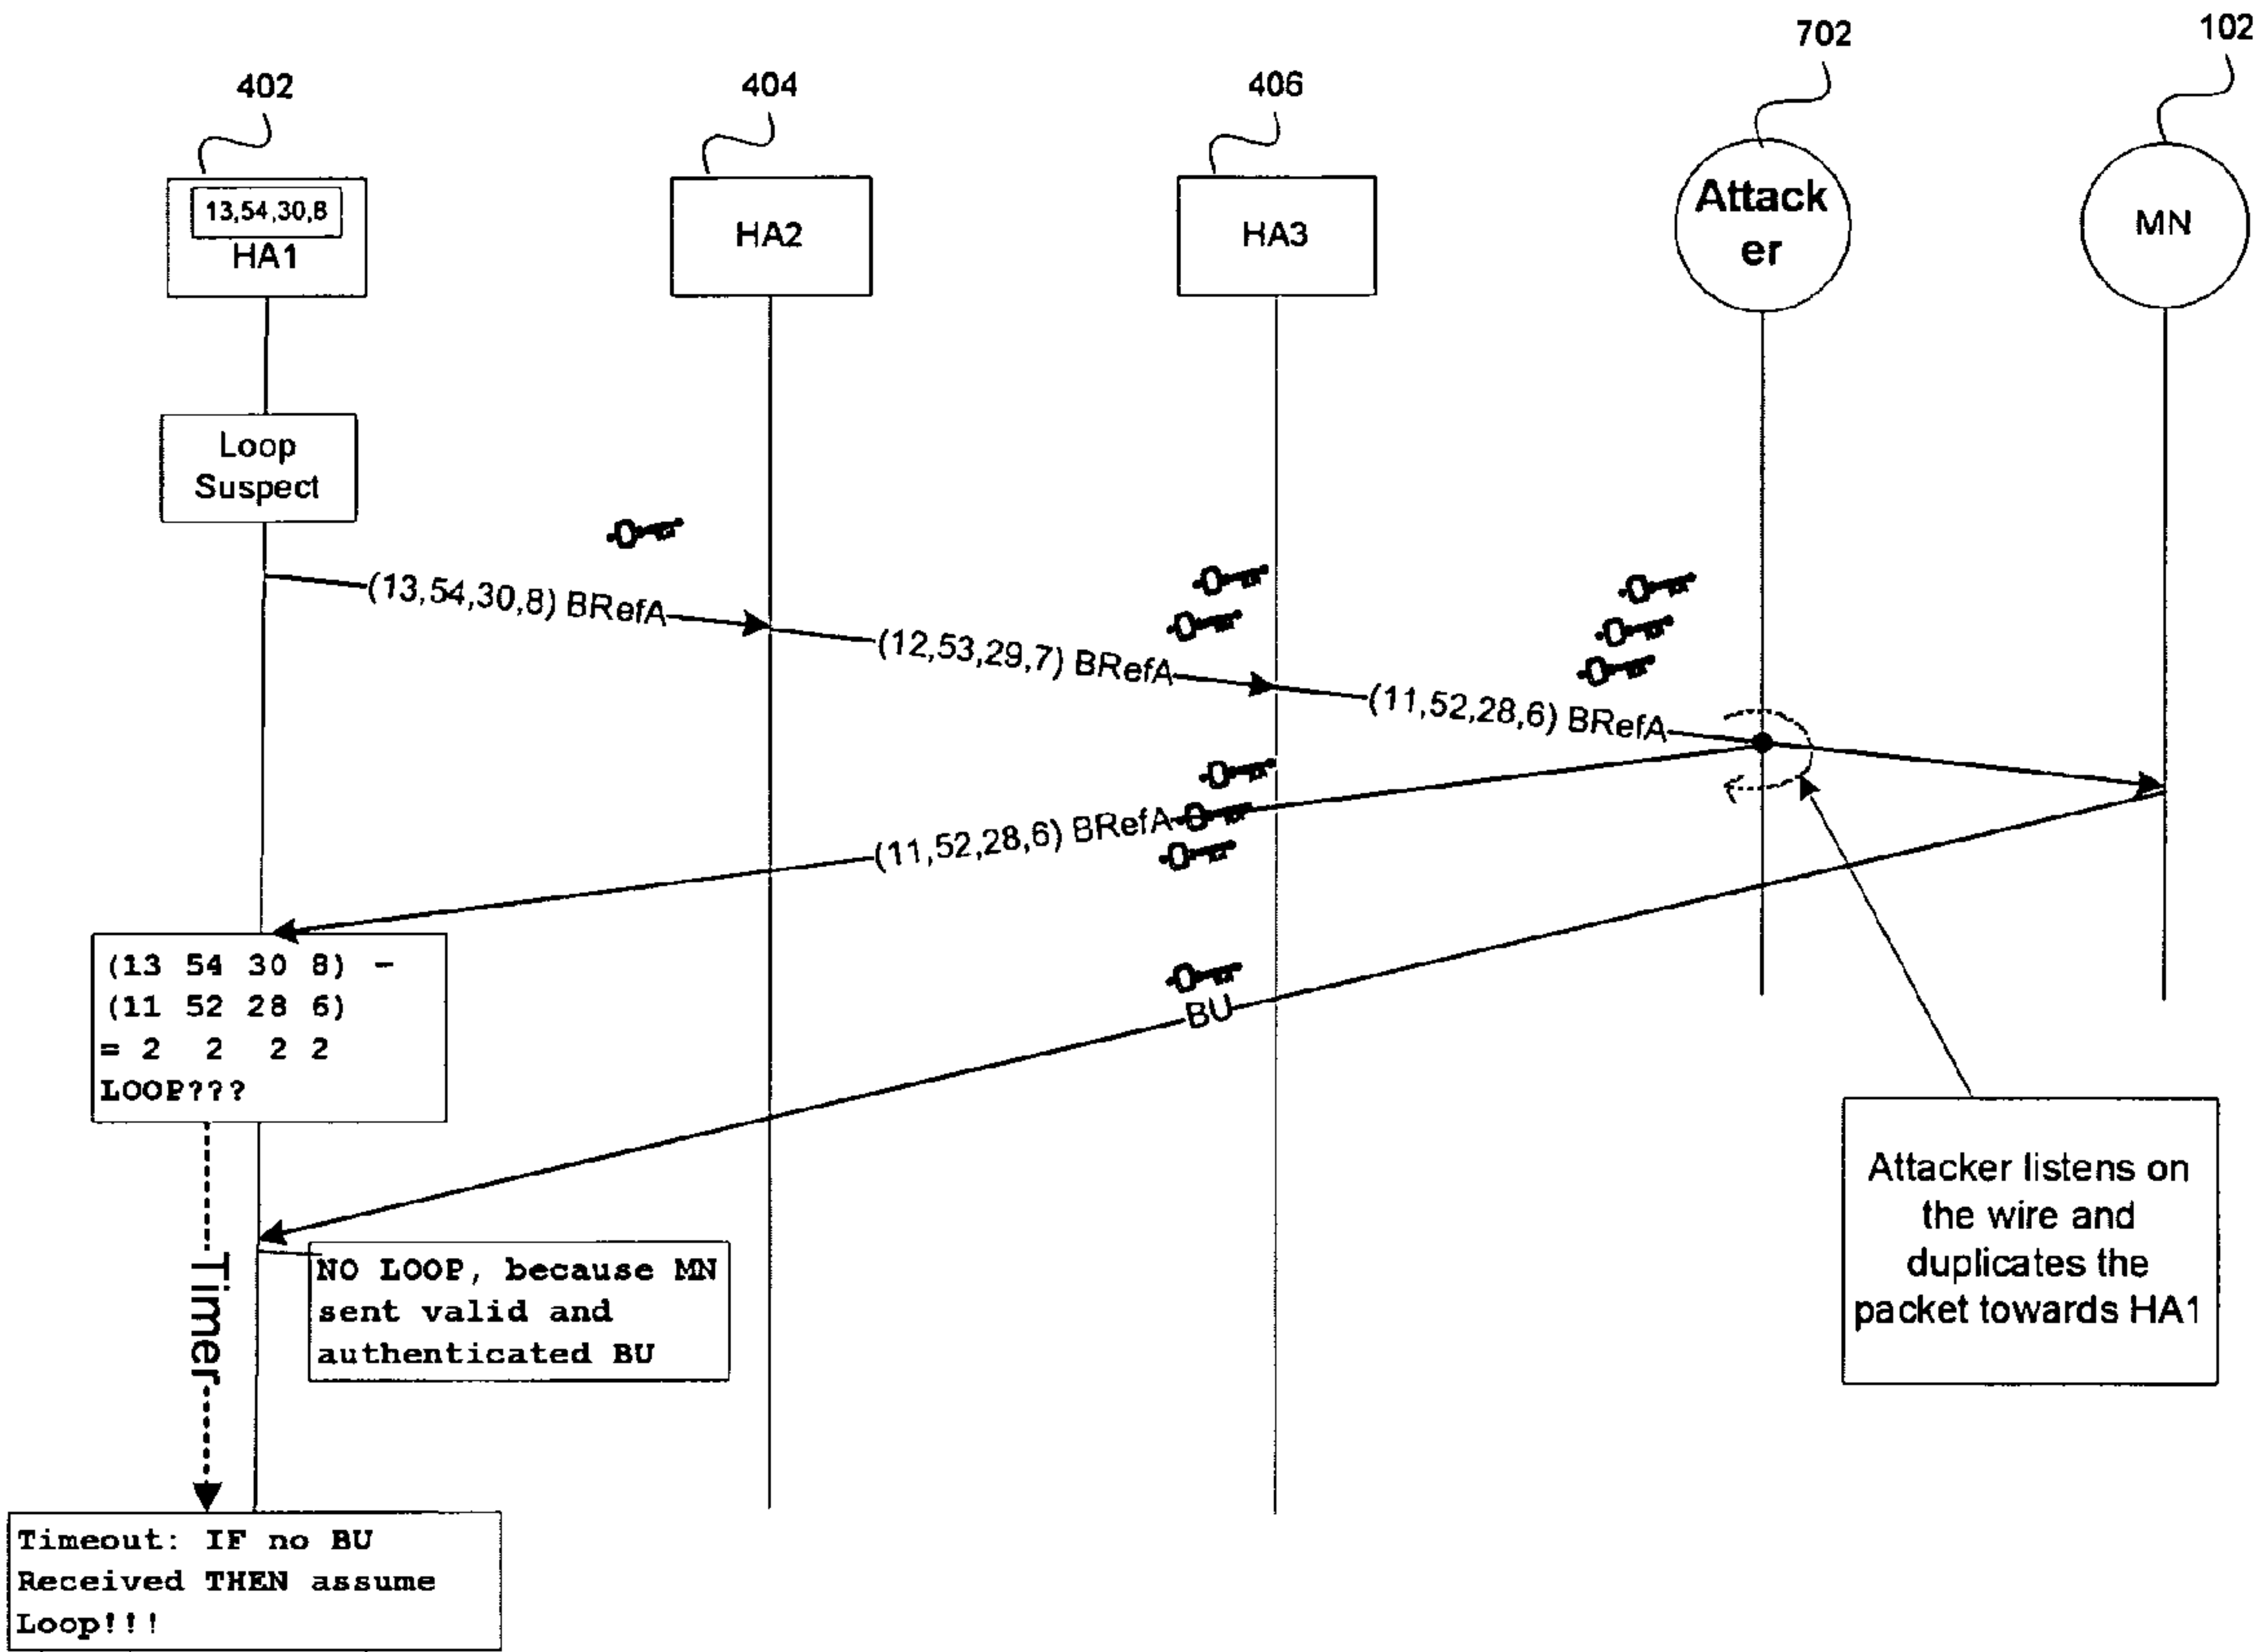 402
404
406
702
102
13,54,30,8
HA1
HA2
HA3
Attack
er
MN
Loop
Suspect
(13,54,30,8) BRefA
(12,53,29,7) BRefA
(11,52,28,6) BRefA
(11,52,28,6) BRefA
(13 54 30 8) -
(11 52 28 6)
= 2 2 2 2
LOOP???
BU
Attacker listens on
the wire and
duplicates the
packet towards HA1
Timer
NO LOOP, because MN
sent valid and
authenticated BU
Timeout: IF no BU
Received THEN assume
Loop!!!